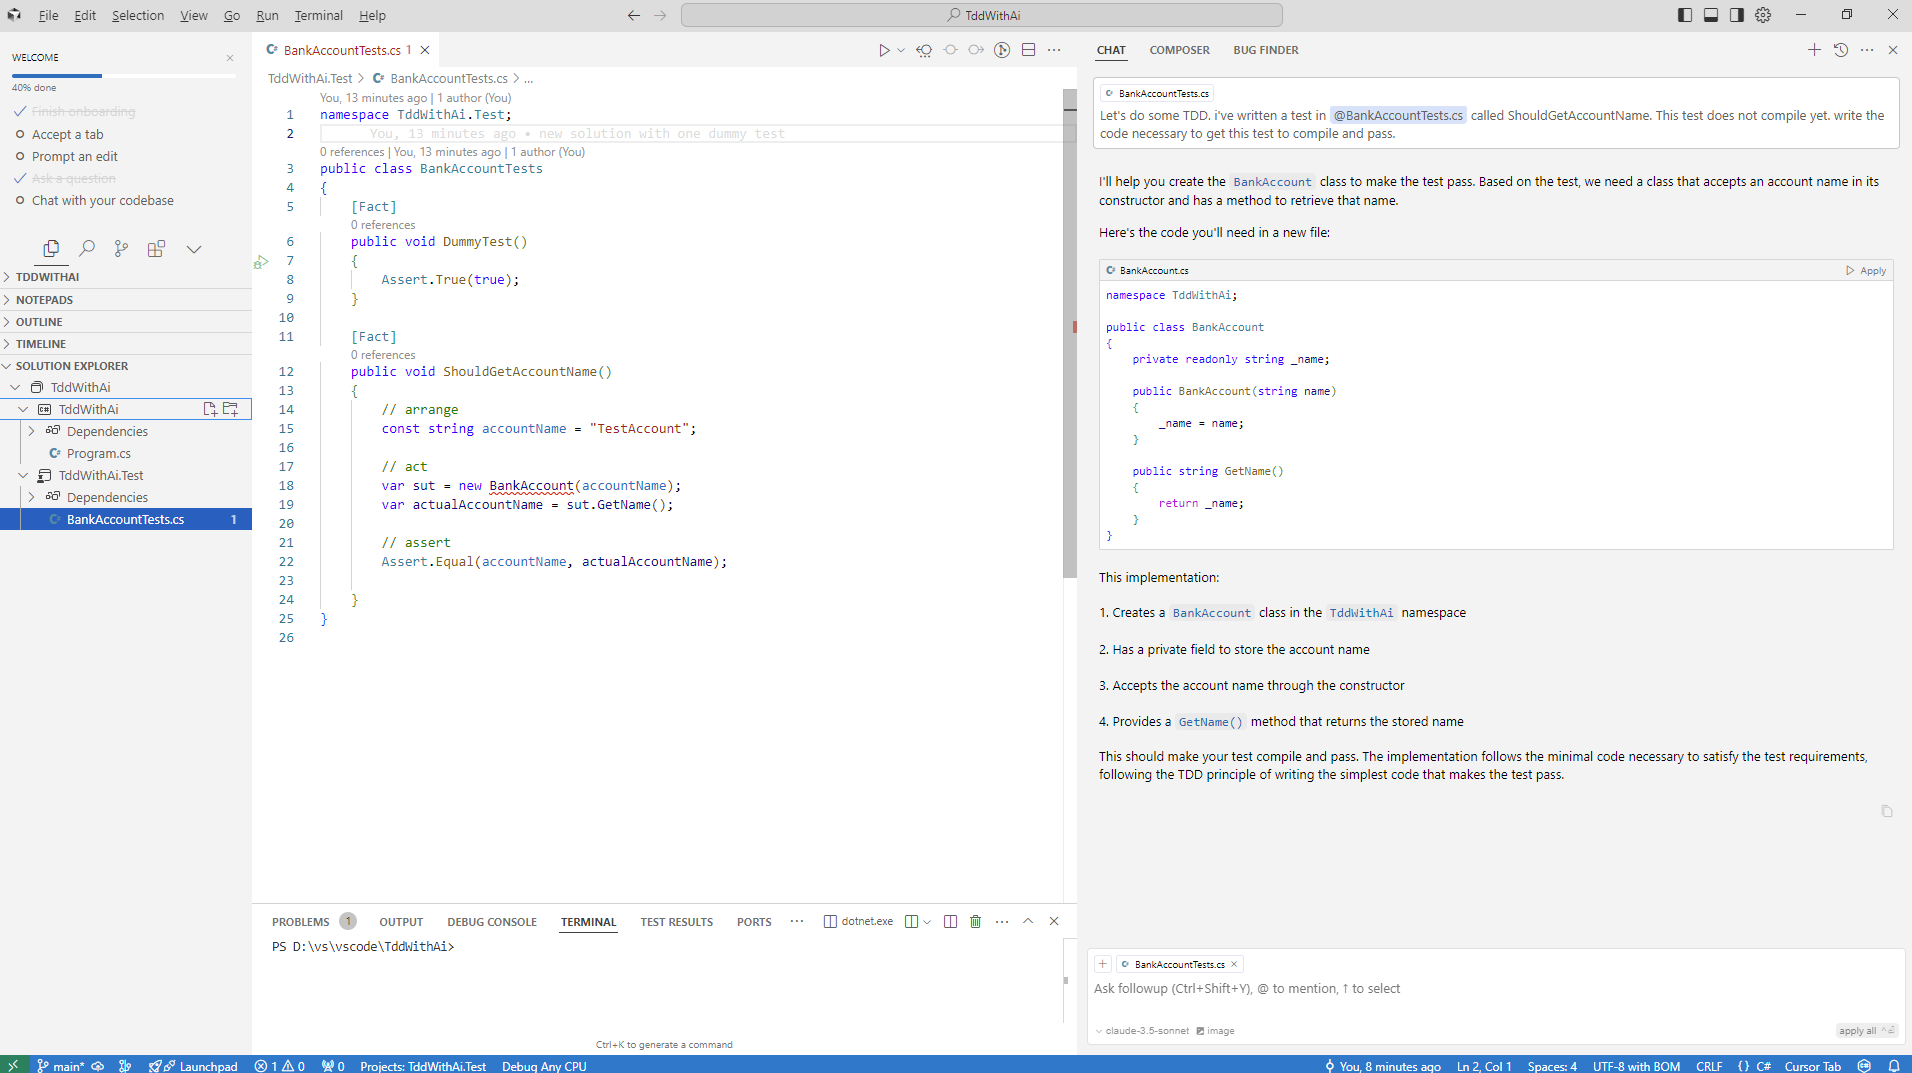 File Edit Selection View Go Run Terminal Help
TddWithAi
WELCOME
40% done
Finish onboarding
Accept a tab
Prompt an edit
Ask a question
Chat with your codebase
TDDWITHAI
NOTEPADS
OUTLINE
TIMELINE
SOLUTION EXPLORER
TddWithAi
TddWithAi
Dependencies
Program.cs
TddWithAi.Test
Dependencies
BankAccountTests.cs 1
BankAccountTests.cs 1
TddWithAi.Test > BankAccountTests.cs > ...
You, 13 minutes ago | 1 author (You)
1 namespace TddWithAi.Test;
2 You, 13 minutes ago • new solution with one dummy test
0 references | You, 13 minutes ago | 1 author (You)
3 public class BankAccountTests
4 {
5 [Fact]
0 references
6 public void DummyTest()
7 {
8 Assert.True(true);
9 }
10
11 [Fact]
0 references
12 public void ShouldGetAccountName()
13 {
14 // arrange
15 const string accountName = "TestAccount";
16
17 // act
18 var sut = new BankAccount(accountName);
19 var actualAccountName = sut.GetName();
20
21 // assert
22 Assert.Equal(accountName, actualAccountName);
23
24 }
25 }
26
PROBLEMS 1 OUTPUT DEBUG CONSOLE TERMINAL TEST RESULTS PORTS ... dotnet.exe
PS D:\vs\vscode\TddWithAi>
Ctrl+K to generate a command
CHAT COMPOSER BUG FINDER
BankAccountTests.cs
Let's do some TDD. i've written a test in @BankAccountTests.cs called ShouldGetAccountName. This test does not compile yet. write the
code necessary to get this test to compile and pass.
I'll help you create the BankAccount class to make the test pass. Based on the test, we need a class that accepts an account name in its
constructor and has a method to retrieve that name.
Here's the code you'll need in a new file:
BankAccount.cs Apply
namespace TddWithAi;
public class BankAccount
{
private readonly string _name;
public BankAccount(string name)
{
_name = name;
}
public string GetName()
{
return _name;
}
}
This implementation:
1. Creates a BankAccount class in the TddWithAi namespace
2. Has a private field to store the account name
3. Accepts the account name through the constructor
4. Provides a GetName() method that returns the stored name
This should make your test compile and pass. The implementation follows the minimal code necessary to satisfy the test requirements,
following the TDD principle of writing the simplest code that makes the test pass.
+ BankAccountTests.cs
Ask followup (Ctrl+Shift+Y), @ to mention, ↑ to select
claude-3.5-sonnet image apply all ^⏎
main* Launchpad 1 0 0 Projects: TddWithAi.Test Debug Any CPU You, 8 minutes ago Ln 2, Col 1 Spaces: 4 UTF-8 with BOM CRLF {} C# Cursor Tab